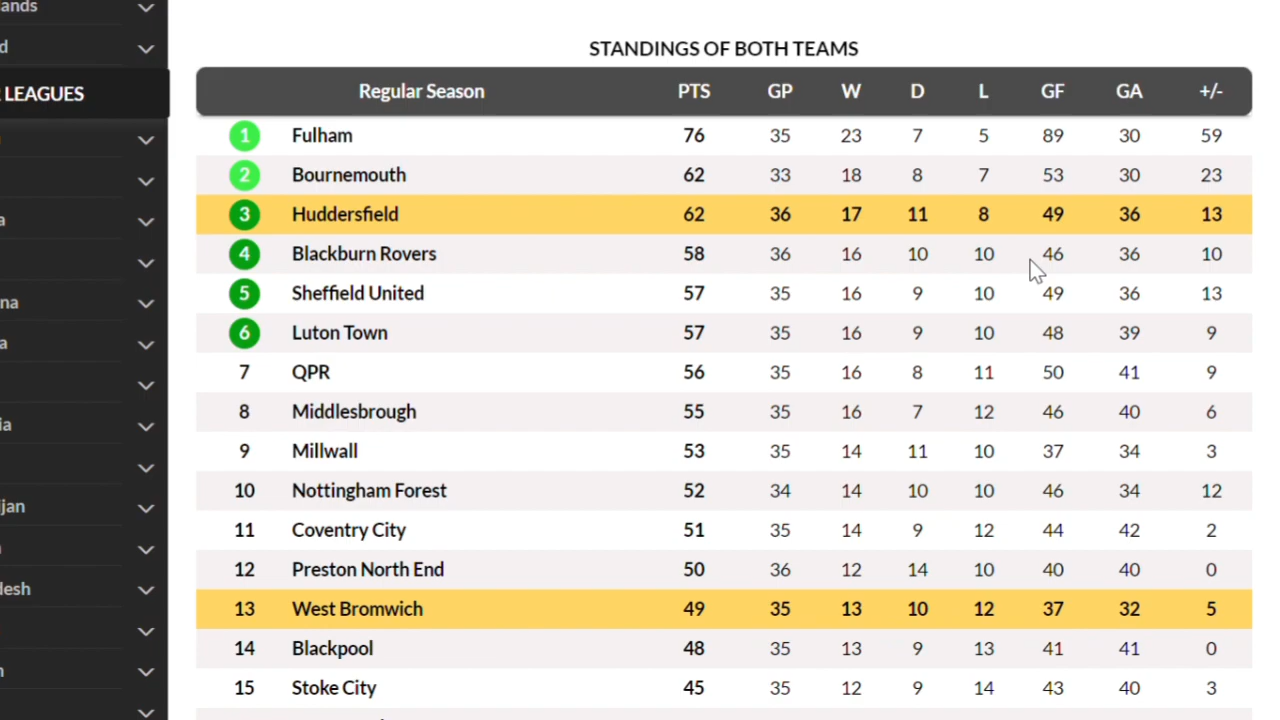 ands
STANDINGS OF BOTH TEAMS
d
LEAGUES
Regular Season PTS GP W D L GF GA +/-
1 Fulham 76 35 23 7 5 89 30 59
2 Bournemouth 62 33 18 8 7 53 30 23
3 Huddersfield 62 36 17 11 8 49 36 13
a
4 Blackburn Rovers 58 36 16 10 10 46 36 10
5 Sheffield United 57 35 16 9 10 49 36 13
na
6 Luton Town 57 35 16 9 10 48 39 9
a
7 QPR 56 35 16 8 11 50 41 9
8 Middlesbrough 55 35 16 7 12 46 40 6
ia
9 Millwall 53 35 14 11 10 37 34 3
10 Nottingham Forest 52 34 14 10 10 46 34 12
jan
11 Coventry City 51 35 14 9 12 44 42 2
12 Preston North End 50 36 12 14 10 40 40 0
desh
13 West Bromwich 49 35 13 10 12 37 32 5
14 Blackpool 48 35 13 9 13 41 41 0
n
15 Stoke City 45 35 12 9 14 43 40 3